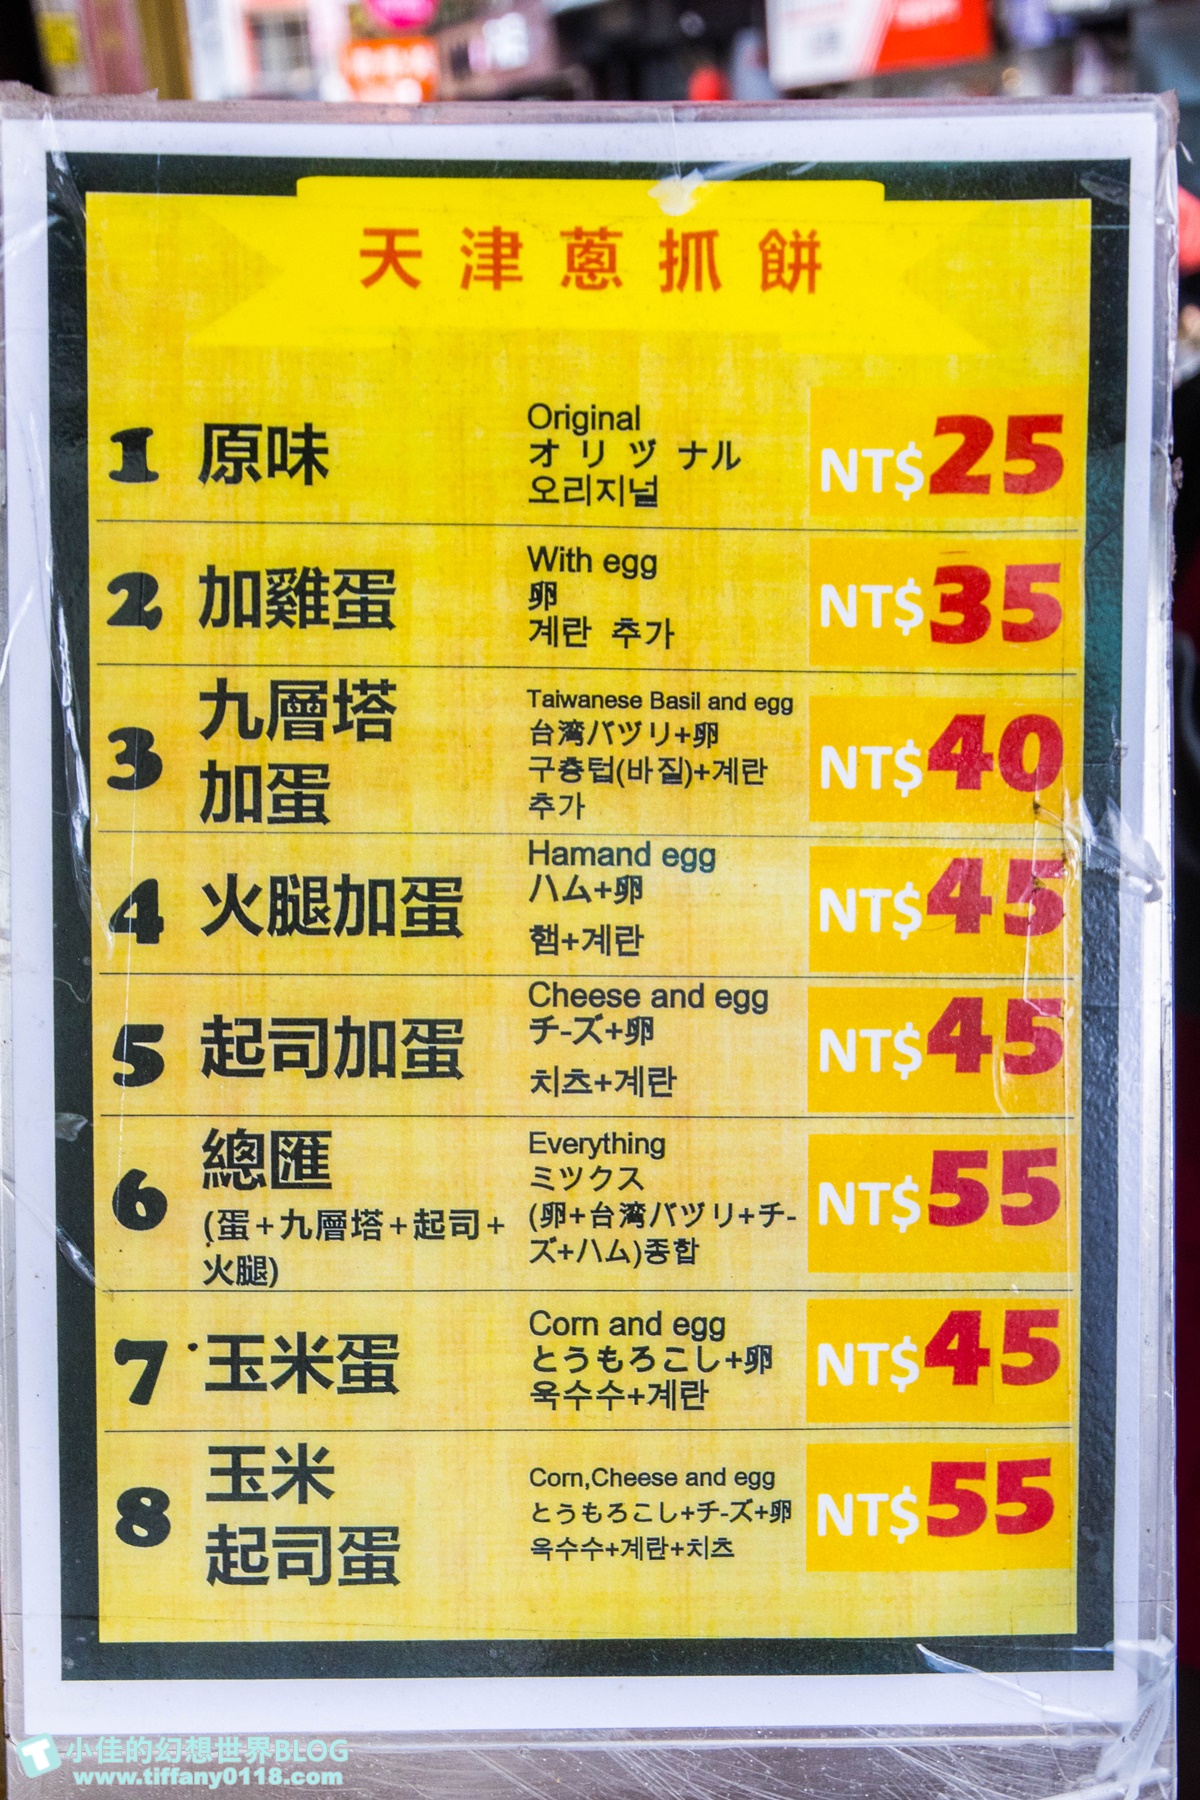 天津蔥抓餅
1 原味
Original
オリヅナル
오리지널
NT$25
2 加雞蛋
With egg
卵
계란 추가
NT$35
3 九層塔
加蛋
Taiwanese Basil and egg
台湾バヅリ+卵
구층텁(바질)+계란
추가
NT$40
4 火腿加蛋
Hamand egg
ハム+卵
햄+계란
NT$45
5 起司加蛋
Cheese and egg
チ-ズ+卵
치츠+계란
NT$45
6 總匯
(蛋+九層塔+起司+
火腿)
Everything
ミツクス
(卵+台湾バヅリ+チ-
ズ+ハム)종합
NT$55
7 玉米蛋
Corn and egg
とうもろこし+卵
옥수수+계란
NT$45
8 玉米
起司蛋
Corn,Cheese and egg
とうもろこし+チ-ズ+卵
옥수수+계란+치츠
NT$55
小佳的幻想世界BLOG
www.tiffany0118.com